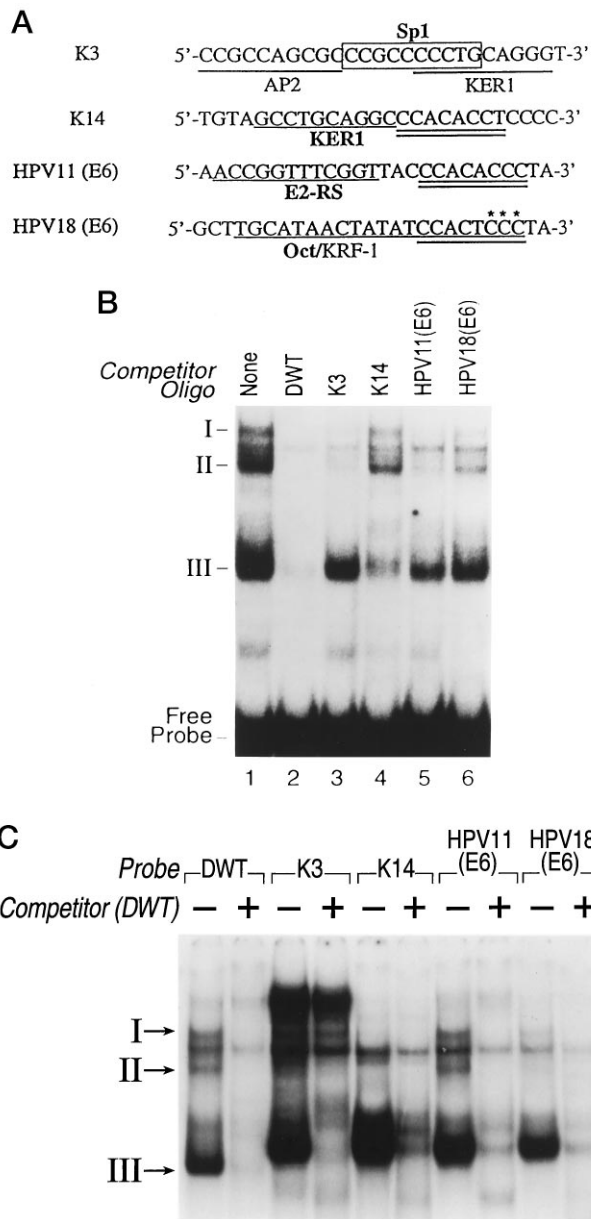 A
Sp1
K3 5'-CCGCCAGCGCCCGCCCCCTGCAGGGT-3'
AP2 KER1
K14 5'-TGTAGCCTGCAGGCCCACACCTCCCC-3'
KER1
HPV11 (E6) 5'-AACCGGTTTCGGTTACCCACACCCTA-3'
E2-RS
***
HPV18 (E6) 5'-GCTTGCATAACTATATCCACTCCCTA-3'
Oct/KRF-1
B
Competitor Oligo None DWT K3 K14 HPV11(E6) HPV18(E6)
I
II
III
Free
Probe
1 2 3 4 5 6
C
HPV11 HPV18
Probe DWT K3 K14 (E6) (E6)
Competitor (DWT) − + − + − + − + − +
I
II
III